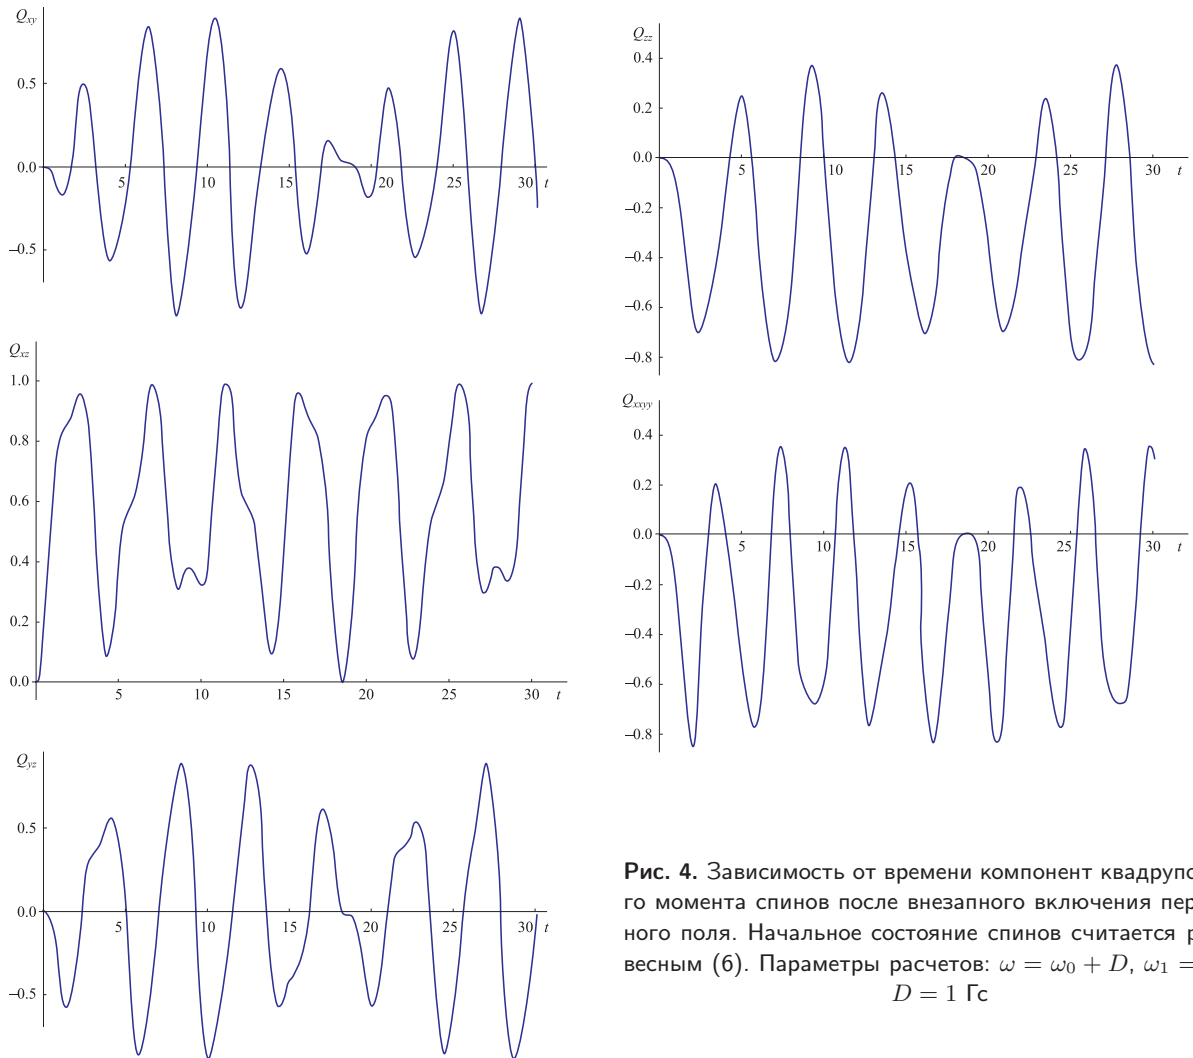 Q_xy
0.5
0.0
–0.5
5 10 15 20 25 30 t
Q_xz
1.0
0.8
0.6
0.4
0.2
0.0
5 10 15 20 25 30 t
Q_yz
0.5
0.0
–0.5
5 10 15 20 25 30 t
Q_zz
0.4
0.2
0.0
–0.2
–0.4
–0.6
–0.8
5 10 15 20 25 30 t
Q_xxyy
0.4
0.2
0.0
–0.2
–0.4
–0.6
–0.8
5 10 15 20 25 30 t
Рис. 4. Зависимость от времени компонент квадрупо
го момента спинов после внезапного включения пер
ного поля. Начальное состояние спинов считается р
весным (6). Параметры расчетов: ω = ω₀ + D, ω₁ =
D = 1 Гс